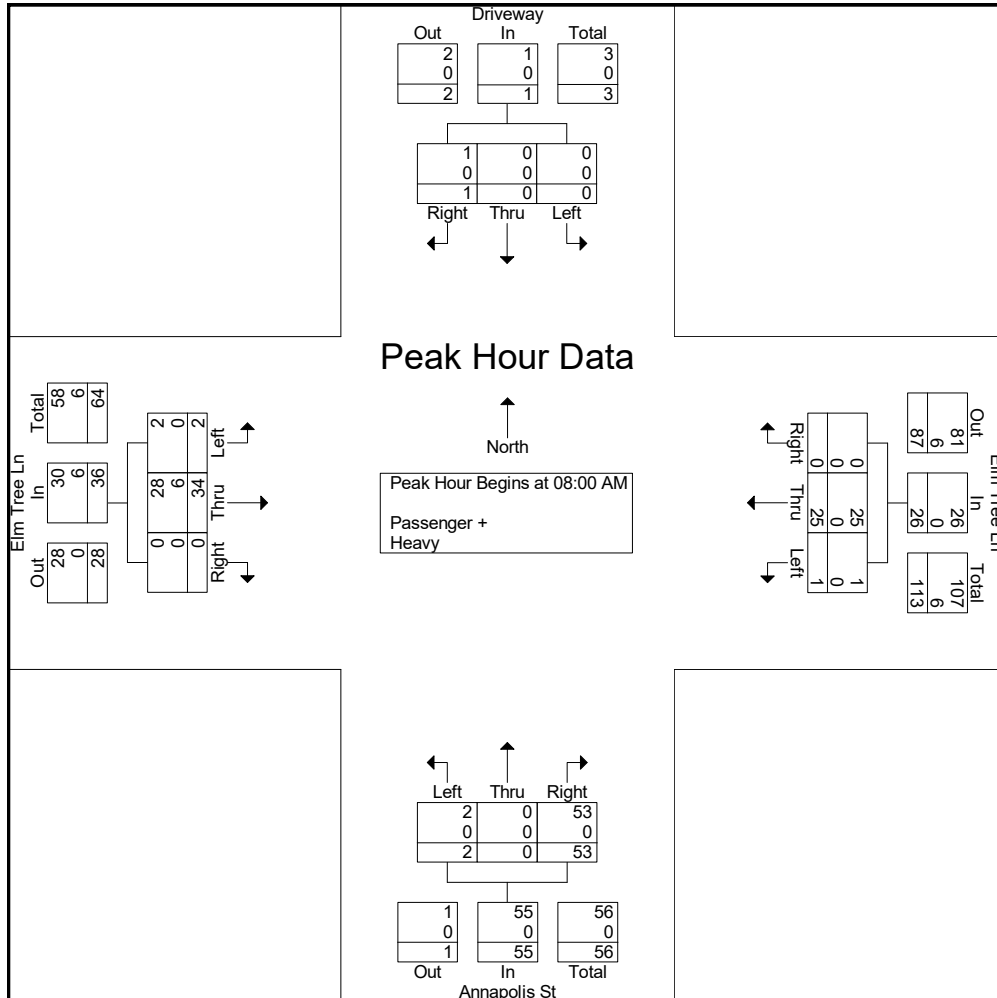 Driveway
Out In Total
2 1 3
0 0 0
2 1 3
1 0 0
0 0 0
1 0 0
Right Thru Left
Peak Hour Data
North
Peak Hour Begins at 08:00 AM
Passenger +
Heavy
Elm Tree Ln
Total In Out
58 30 28
6 6 0
64 36 28
Left Thru Right
2 28 0
0 6 0
2 34 0
Elm Tree Ln
Out In Total
81 26 107
6 0 6
87 26 113
Right Thru Left
0 25 1
0 0 0
0 25 1
Left Thru Right
2 0 53
0 0 0
2 0 53
1 55 56
0 0 0
1 55 56
Out In Total
Annapolis St